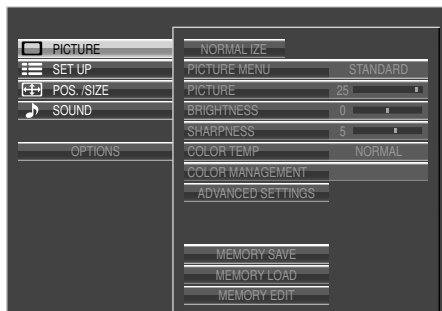 PICTURE
SET UP
POS. /SIZE
SOUND
OPTIONS
NORMAL IZE
PICTURE MENU STANDARD
PICTURE 25
BRIGHTNESS 0
SHARPNESS 5
COLOR TEMP NORMAL
COLOR MANAGEMENT
ADVANCED SETTINGS
MEMORY SAVE
MEMORY LOAD
MEMORY EDIT